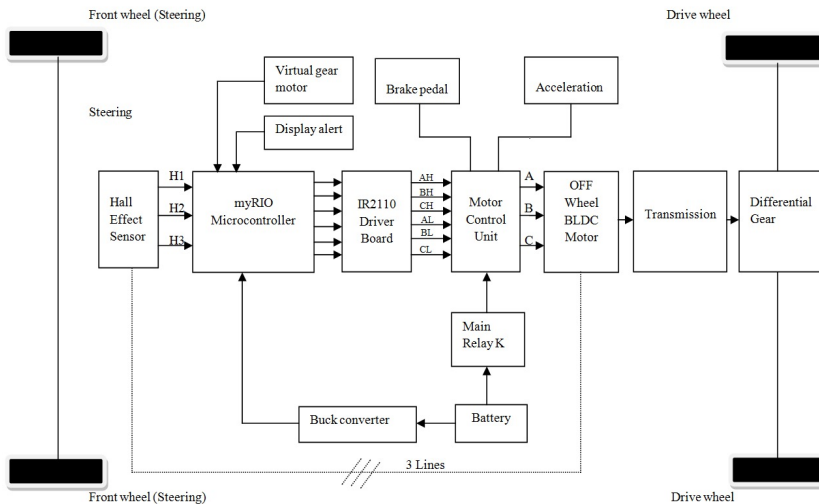 Front wheel (Steering)
Drive wheel
Virtual gear
motor
Brake pedal
Acceleration
Steering
Display alert
Hall
Effect
Sensor
H1
H2
H3
myRIO
Microcontroller
IR2110
Driver
Board
AH
BH
CH
AL
BL
CL
Motor
Control
Unit
A
B
C
OFF
Wheel
BLDC
Motor
Transmission
Differential
Gear
Main
Relay K
Buck converter
Battery
3 Lines
Front wheel (Steering)
Drive wheel